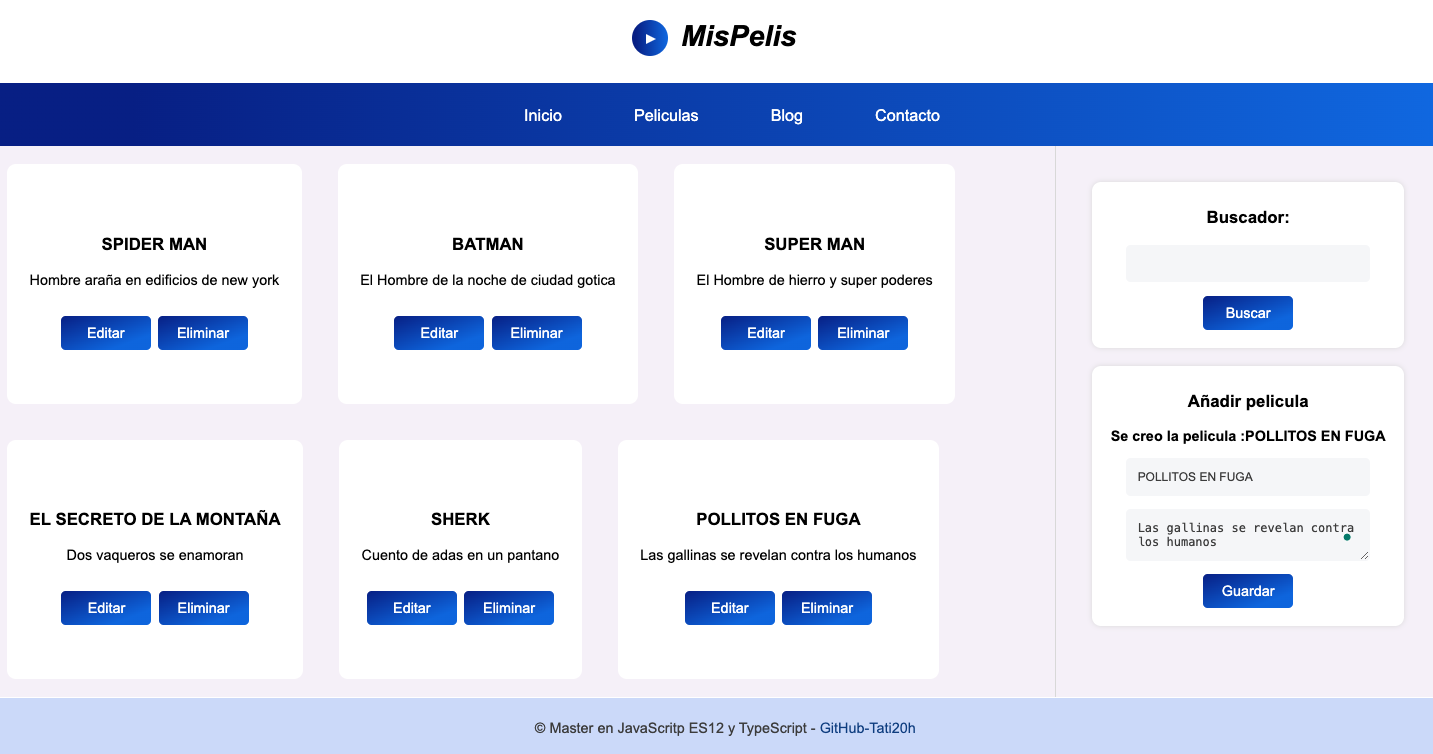 MisPelis
Inicio Peliculas Blog Contacto
SPIDER MAN
Hombre araña en edificios de new york
Editar Eliminar
BATMAN
El Hombre de la noche de ciudad gotica
Editar Eliminar
SUPER MAN
El Hombre de hierro y super poderes
Editar Eliminar
EL SECRETO DE LA MONTAÑA
Dos vaqueros se enamoran
Editar Eliminar
SHERK
Cuento de adas en un pantano
Editar Eliminar
POLLITOS EN FUGA
Las gallinas se revelan contra los humanos
Editar Eliminar
Buscador:
Buscar
Añadir pelicula
Se creo la pelicula :POLLITOS EN FUGA
POLLITOS EN FUGA
Las gallinas se revelan contra
los humanos
Guardar
© Master en JavaScritp ES12 y TypeScript - GitHub-Tati20h